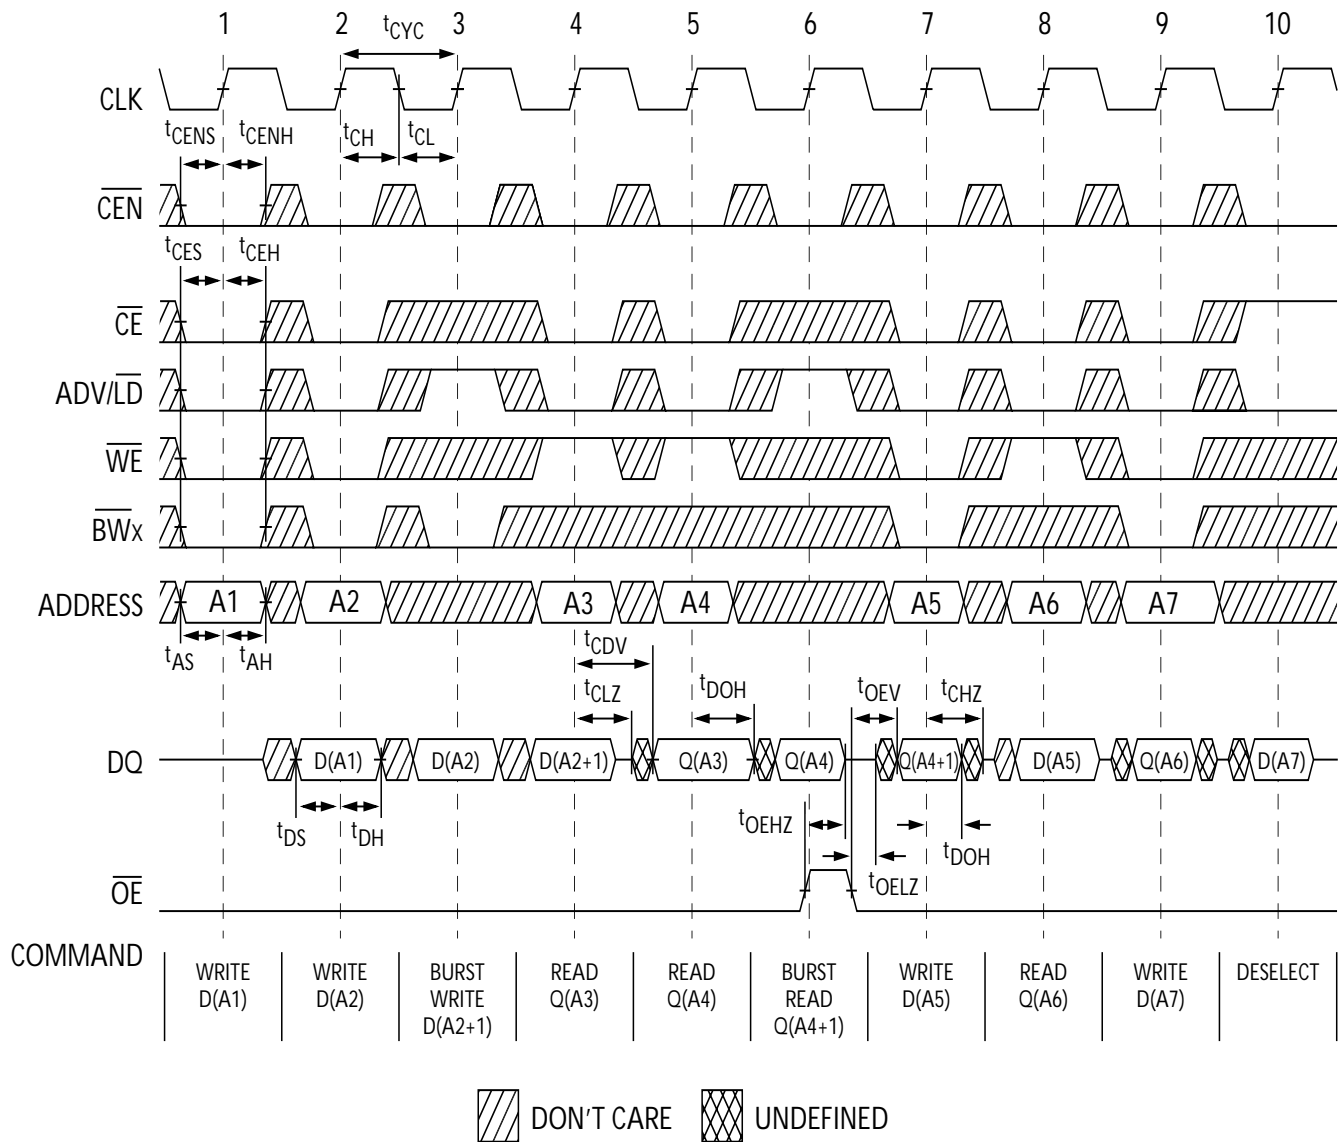 1 2 3 4 5 6 7 8 9 10
tCYC
CLK
tCENS tCENH tCH tCL
CEN
tCES tCEH
CE
ADV/LD
WE
BWx
ADDRESS A1 A2 A3 A4 A5 A6 A7
tAS tAH tCDV
tCLZ tDOH tOEV tCHZ
DQ D(A1) D(A2) D(A2+1) Q(A3) Q(A4) Q(A4+1) D(A5) Q(A6) D(A7)
tDS tDH tOEHZ tDOH
tOELZ
OE
COMMAND
WRITE WRITE BURST READ READ BURST WRITE READ WRITE DESELECT
D(A1) D(A2) WRITE Q(A3) Q(A4) READ D(A5) Q(A6) D(A7)
D(A2+1) Q(A4+1)
DON'T CARE UNDEFINED